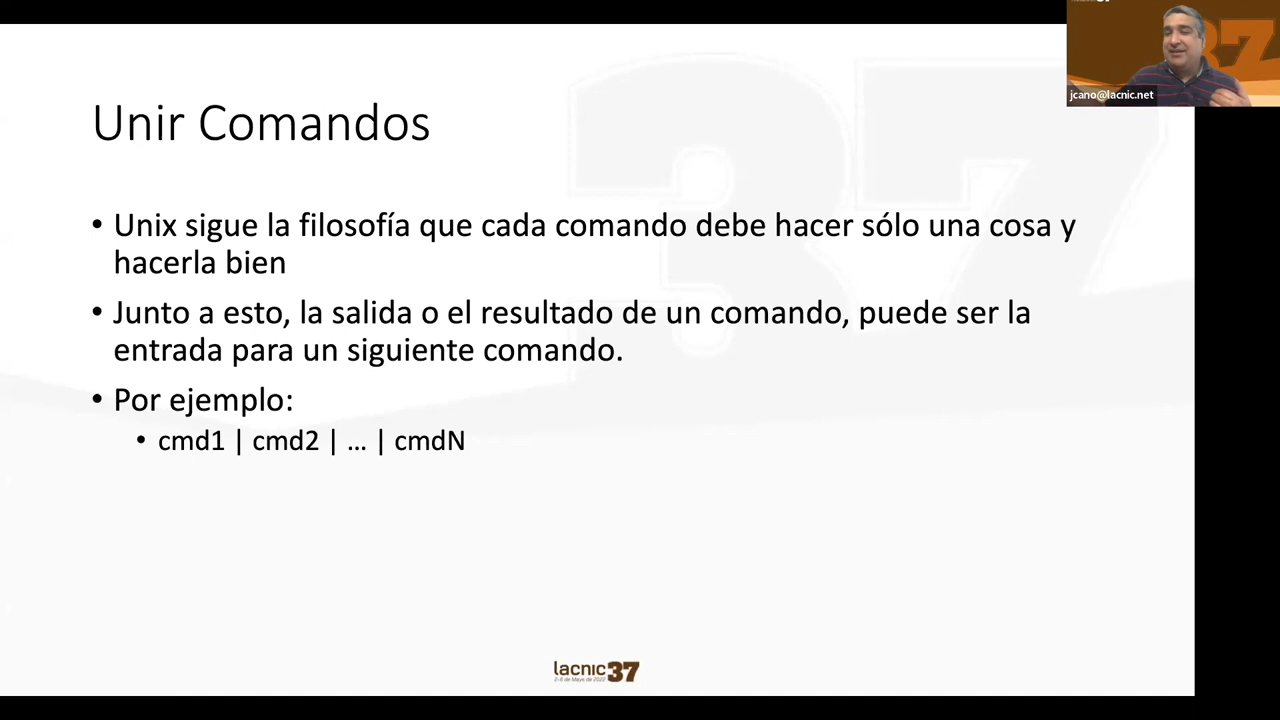 37
jcano@lacnic.net
Unir Comandos
• Unix sigue la filosofía que cada comando debe hacer sólo una cosa y
hacerla bien
• Junto a esto, la salida o el resultado de un comando, puede ser la
entrada para un siguiente comando.
• Por ejemplo:
• cmd1 | cmd2 | ... | cmdN
37
lacnic37